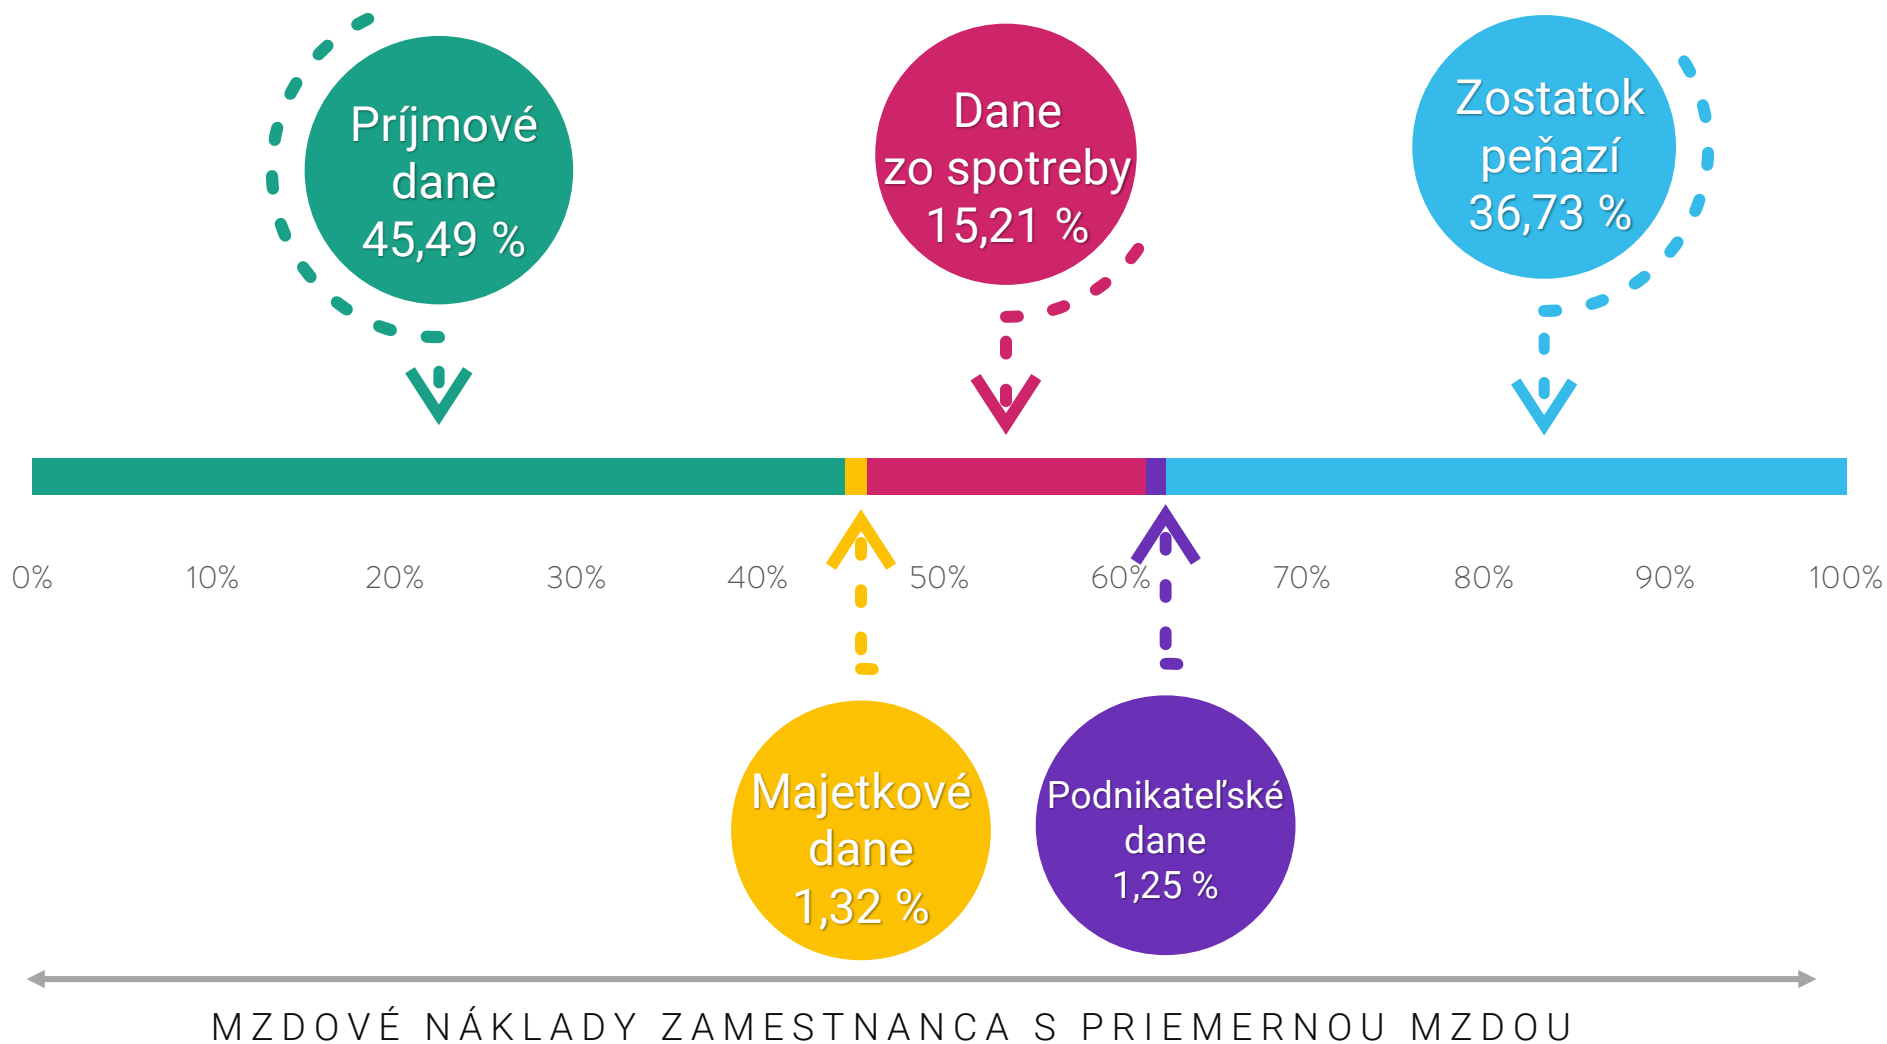 Príjmové
dane
45,49 %
Dane
zo spotreby
15,21 %
Zostatok
peňazí
36,73 %
0%
10%
20%
30%
40%
50%
60%
70%
80%
90%
100%
Majetkové
dane
1,32 %
Podnikateľské
dane
1,25 %
MZDOVÉ NÁKLADY ZAMESTNANCA S PRIEMERNOU MZDOU